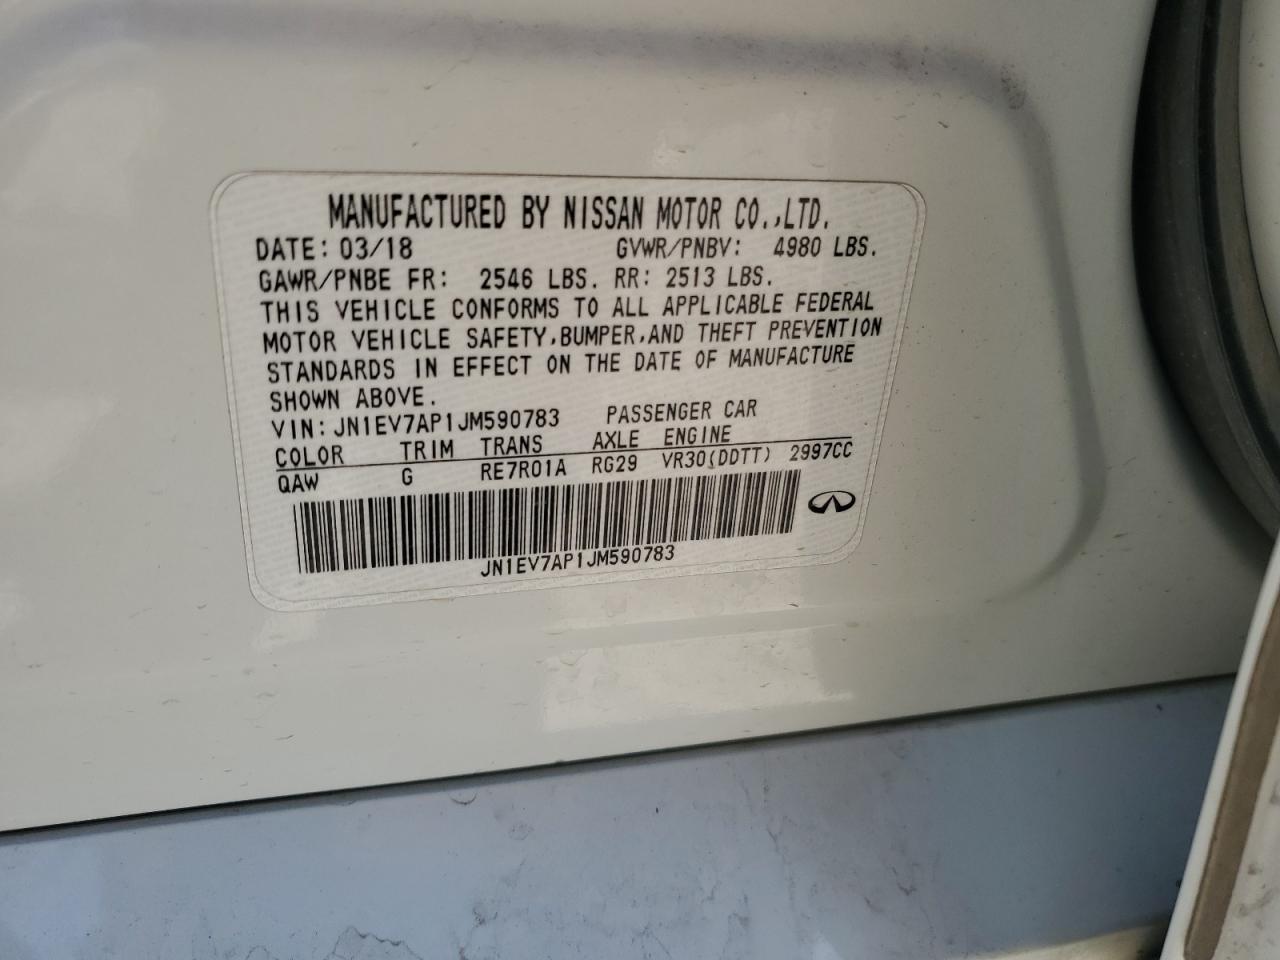 MANUFACTURED BY NISSAN MOTOR CO.,LTD.
DATE: 03/18 GVWR/PNBV: 4980 LBS.
GAWR/PNBE FR: 2546 LBS. RR: 2513 LBS.
THIS VEHICLE CONFORMS TO ALL APPLICABLE FEDERAL
MOTOR VEHICLE SAFETY,BUMPER,AND THEFT PREVENTION
STANDARDS IN EFFECT ON THE DATE OF MANUFACTURE
SHOWN ABOVE.
VIN: JN1EV7AP1JM590783 PASSENGER CAR
COLOR TRIM TRANS AXLE ENGINE
QAW G RE7R01A RG29 VR30(DDTT) 2997CC
JN1EV7AP1JM590783